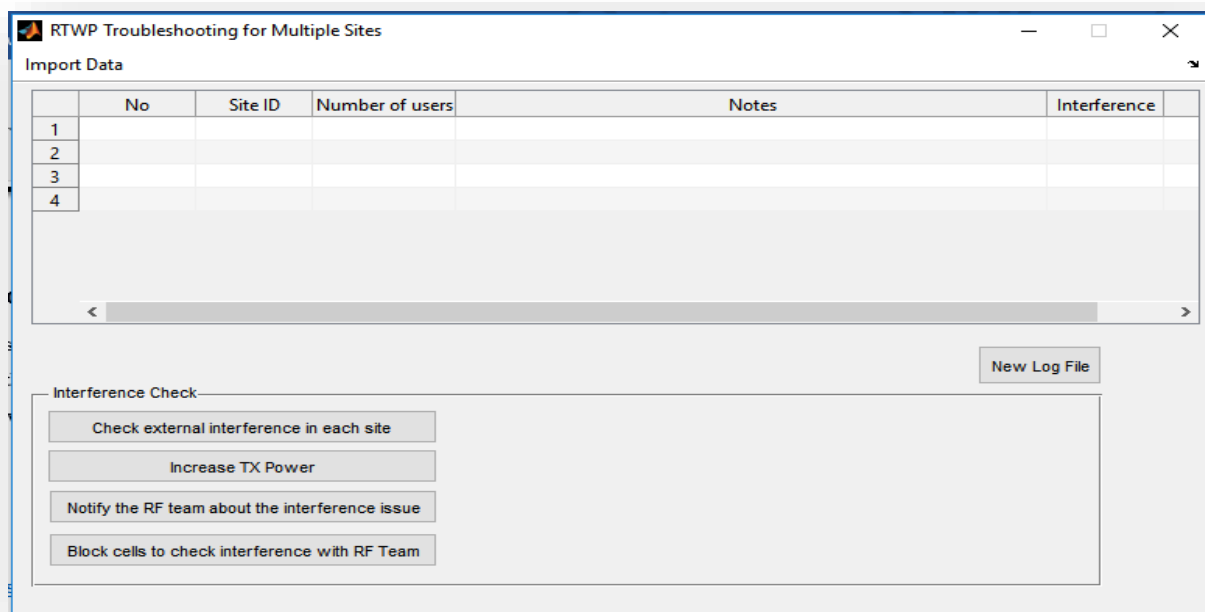 RTWP Troubleshooting for Multiple Sites
Import Data
No Site ID Number of users Notes Interference
1
2
3
4
New Log File
Interference Check
Check external interference in each site
Increase TX Power
Notify the RF team about the interference issue
Block cells to check interference with RF Team